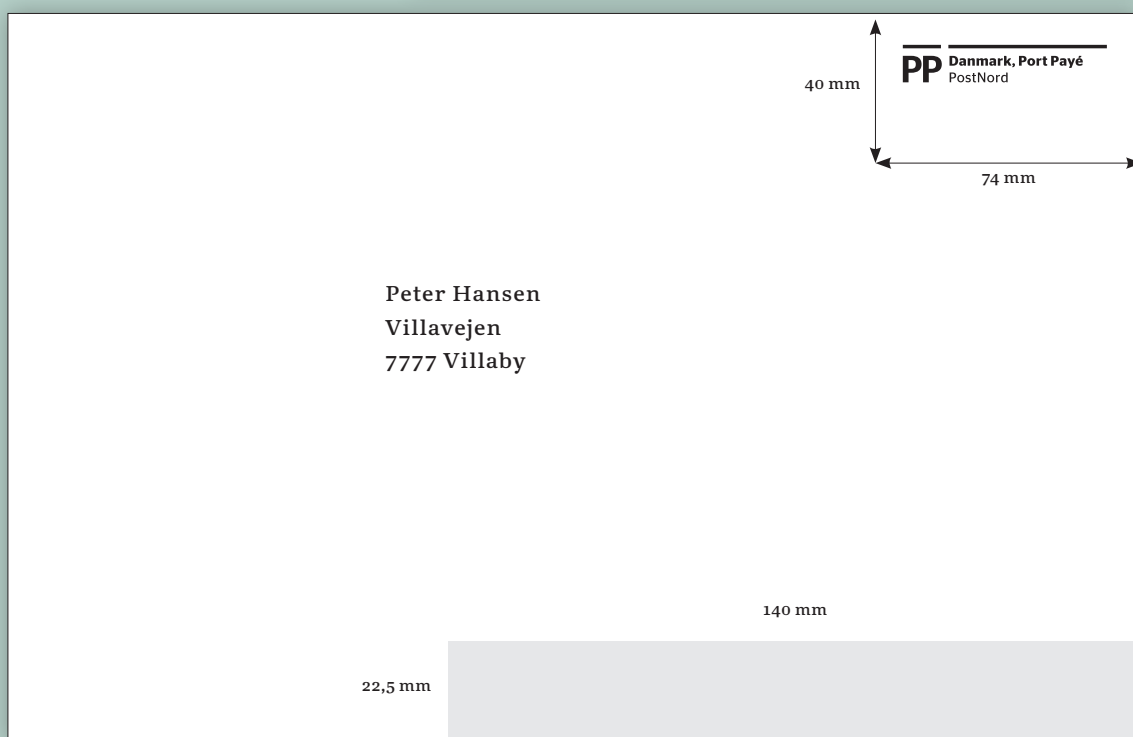 40 mm
PP Danmark, Port Payé
PostNord
74 mm
Peter Hansen
Villavejen
7777 Villaby
140 mm
22,5 mm